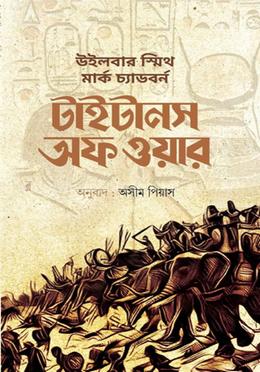 উইলবার স্মিথ
মার্ক চ্যাডবর্ন
টাইটানস
অফ ওয়ার
অনুবাদ : অসীম পিয়াস